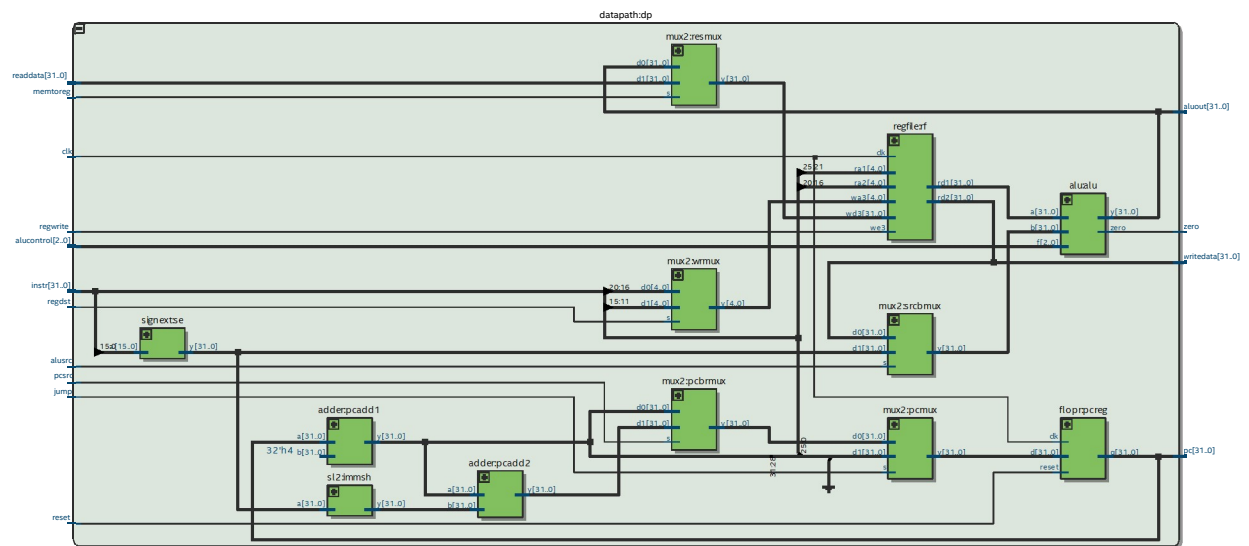 datapath:dp
mux2:resmux
readdata[31..0]
memtoreg
d0[31..0]
d1[31..0]
s
y[31..0]
aluout[31..0]
regfile:rf
clk
clk
25:21
ra1[4..0]
20:16
ra2[4..0]
wa3[4..0]
wd3[31..0]
we3
rd1[31..0]
rd2[31..0]
alu:alu
a[31..0]
b[31..0]
f[2..0]
y[31..0]
zero
zero
regwrite
alucontrol[2..0]
writedata[31..0]
mux2:wrmux
instr[31..0]
regdst
20:16
d0[4..0]
15:11
d1[4..0]
s
y[4..0]
signext:se
15:0
a[15..0]
y[31..0]
mux2:srcbmux
d0[31..0]
d1[31..0]
s
y[31..0]
alusrc
pcsrc
jump
mux2:pcbrmux
d0[31..0]
d1[31..0]
s
y[31..0]
adder:pcadd1
a[31..0]
32'h4
b[31..0]
y[31..0]
mux2:pcmux
31:28
25:0
d0[31..0]
d1[31..0]
s
y[31..0]
flopr:pcreg
clk
d[31..0]
reset
q[31..0]
pc[31..0]
adder:pcadd2
a[31..0]
b[31..0]
y[31..0]
sl2:immsh
a[31..0]
y[31..0]
reset